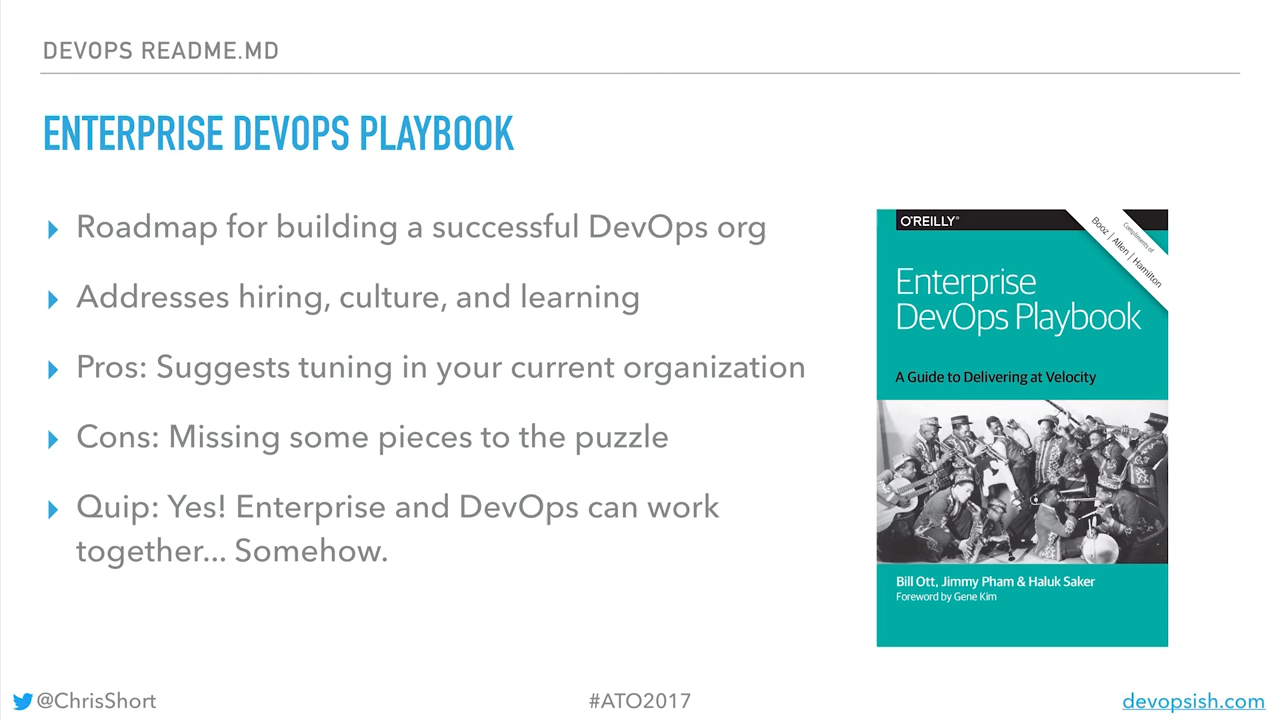 DEVOPS README.MD
ENTERPRISE DEVOPS PLAYBOOK
Roadmap for building a successful DevOps org
Addresses hiring, culture, and learning
Pros: Suggests tuning in your current organization
Cons: Missing some pieces to the puzzle
Quip: Yes! Enterprise and DevOps can work
together... Somehow.
O'REILLY®
Compliments of
Booz | Allen | Hamilton
Enterprise
DevOps Playbook
A Guide to Delivering at Velocity
Bill Ott, Jimmy Pham & Haluk Saker
Foreword by Gene Kim
@ChrisShort
#ATO2017
devopsish.com